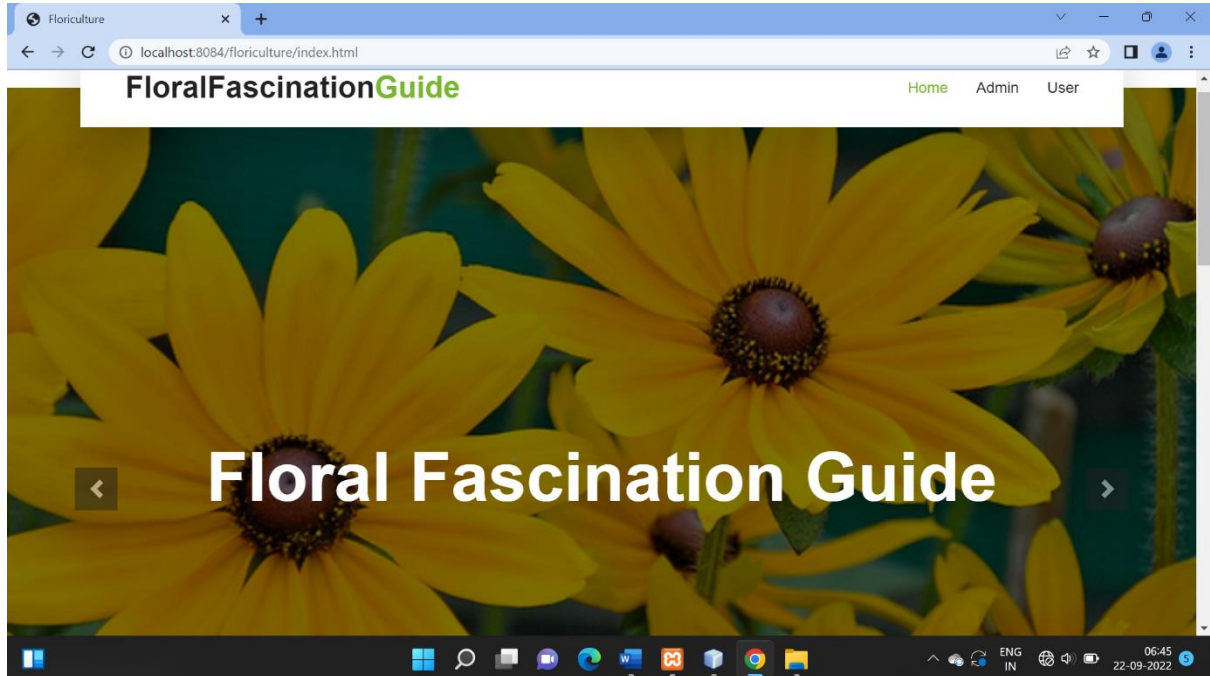 Floriculture
localhost:8084/floriculture/index.html
FloralFascinationGuide
Home Admin User
Floral Fascination Guide
ENG
IN
06:45
22-09-2022
5